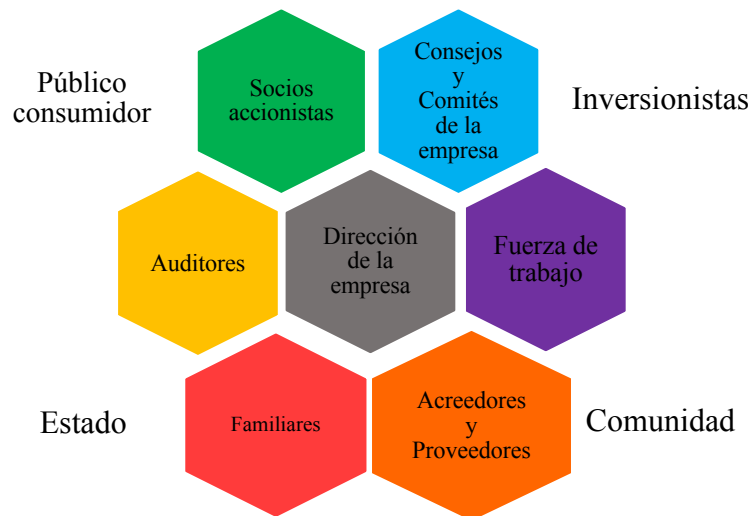 Público
consumidor
Socios
accionistas
Consejos
y
Comités
de la
empresa
Inversionistas
Auditores
Dirección
de la
empresa
Fuerza de
trabajo
Estado
Familiares
Acreedores
y
Proveedores
Comunidad